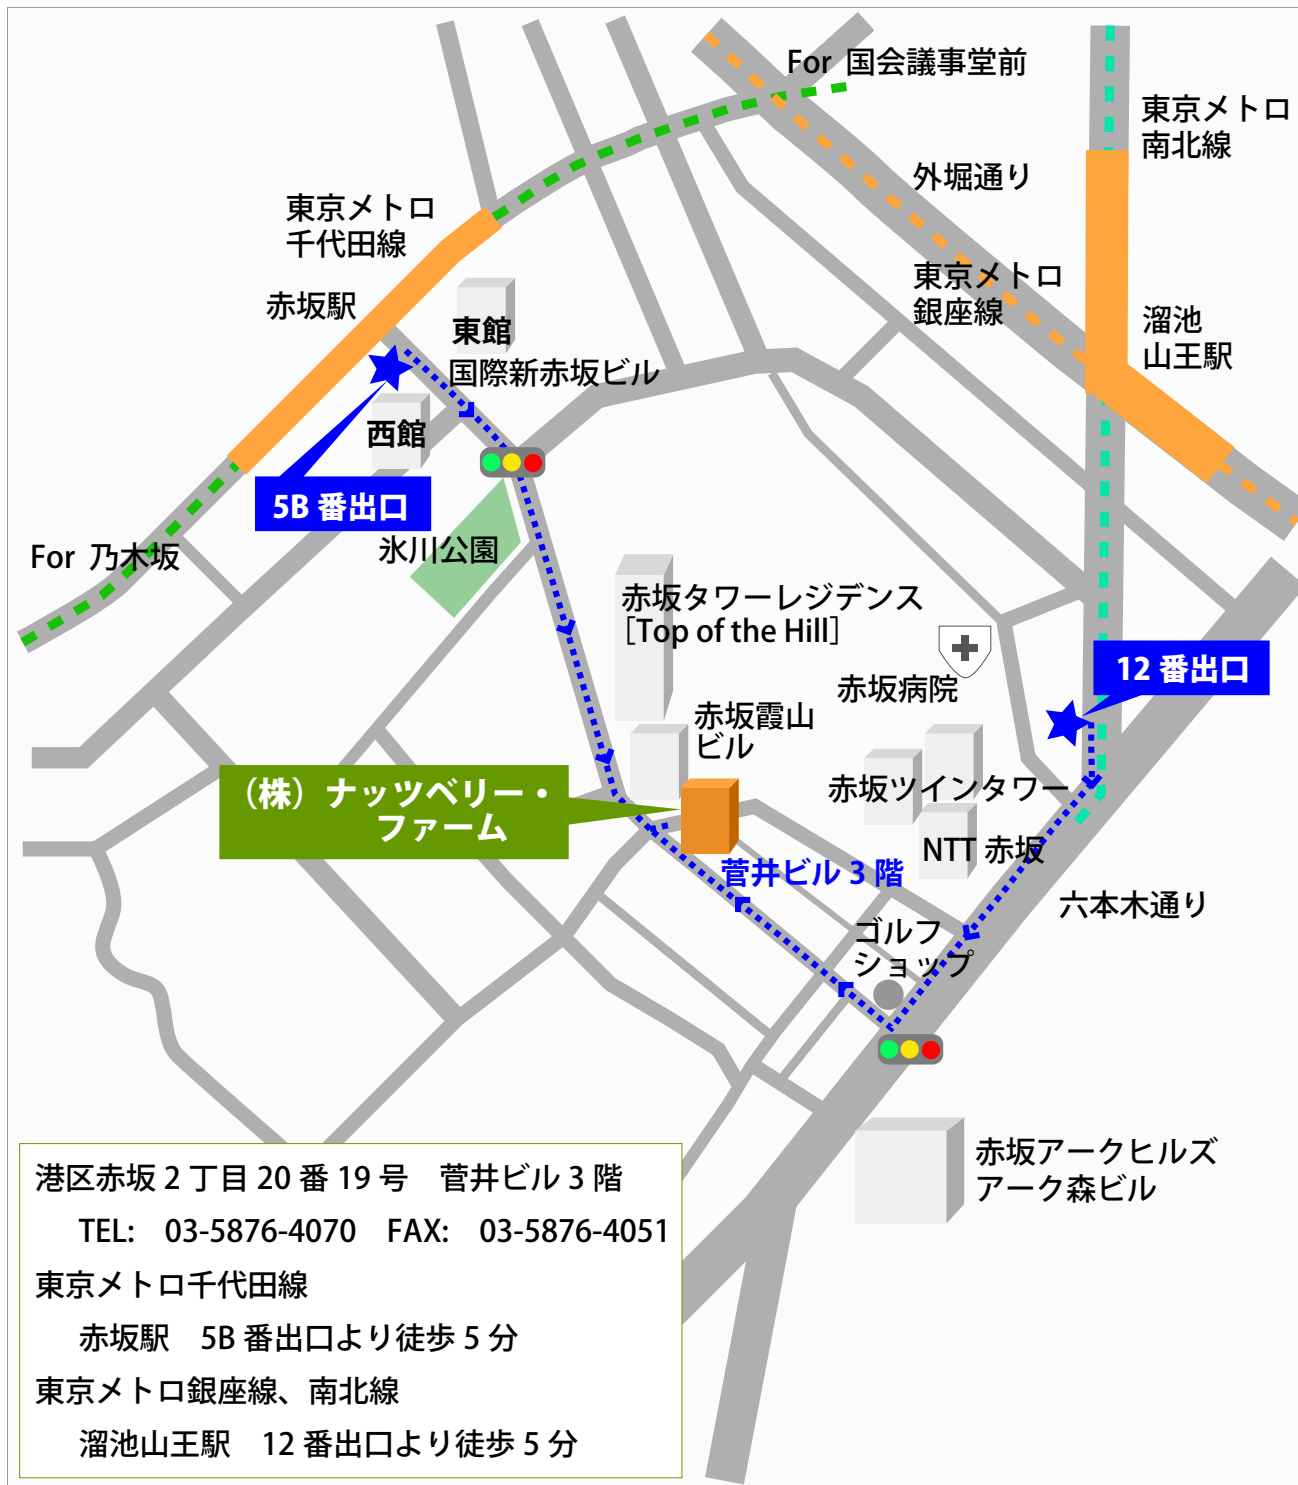 For 国会議事堂前
東京メトロ
南北線
外堀通り
東京メトロ
千代田線
東京メトロ
銀座線
赤坂駅
溜池
山王駅
東館
国際新赤坂ビル
西館
5B 番出口
氷川公園
For 乃木坂
赤坂タワーレジデンス
［Top of the Hill］
12 番出口
赤坂病院
赤坂霞山
ビル
（株）ナッツベリー・
ファーム
赤坂ツインタワー
NTT 赤坂
菅井ビル 3 階
六本木通り
ゴルフ
ショップ
赤坂アークヒルズ
アーク森ビル
港区赤坂 2 丁目 20 番 19 号　菅井ビル 3 階
TEL:　03-5876-4070　FAX:　03-5876-4051
東京メトロ千代田線
赤坂駅　5B 番出口より徒歩 5 分
東京メトロ銀座線、南北線
溜池山王駅　12 番出口より徒歩 5 分